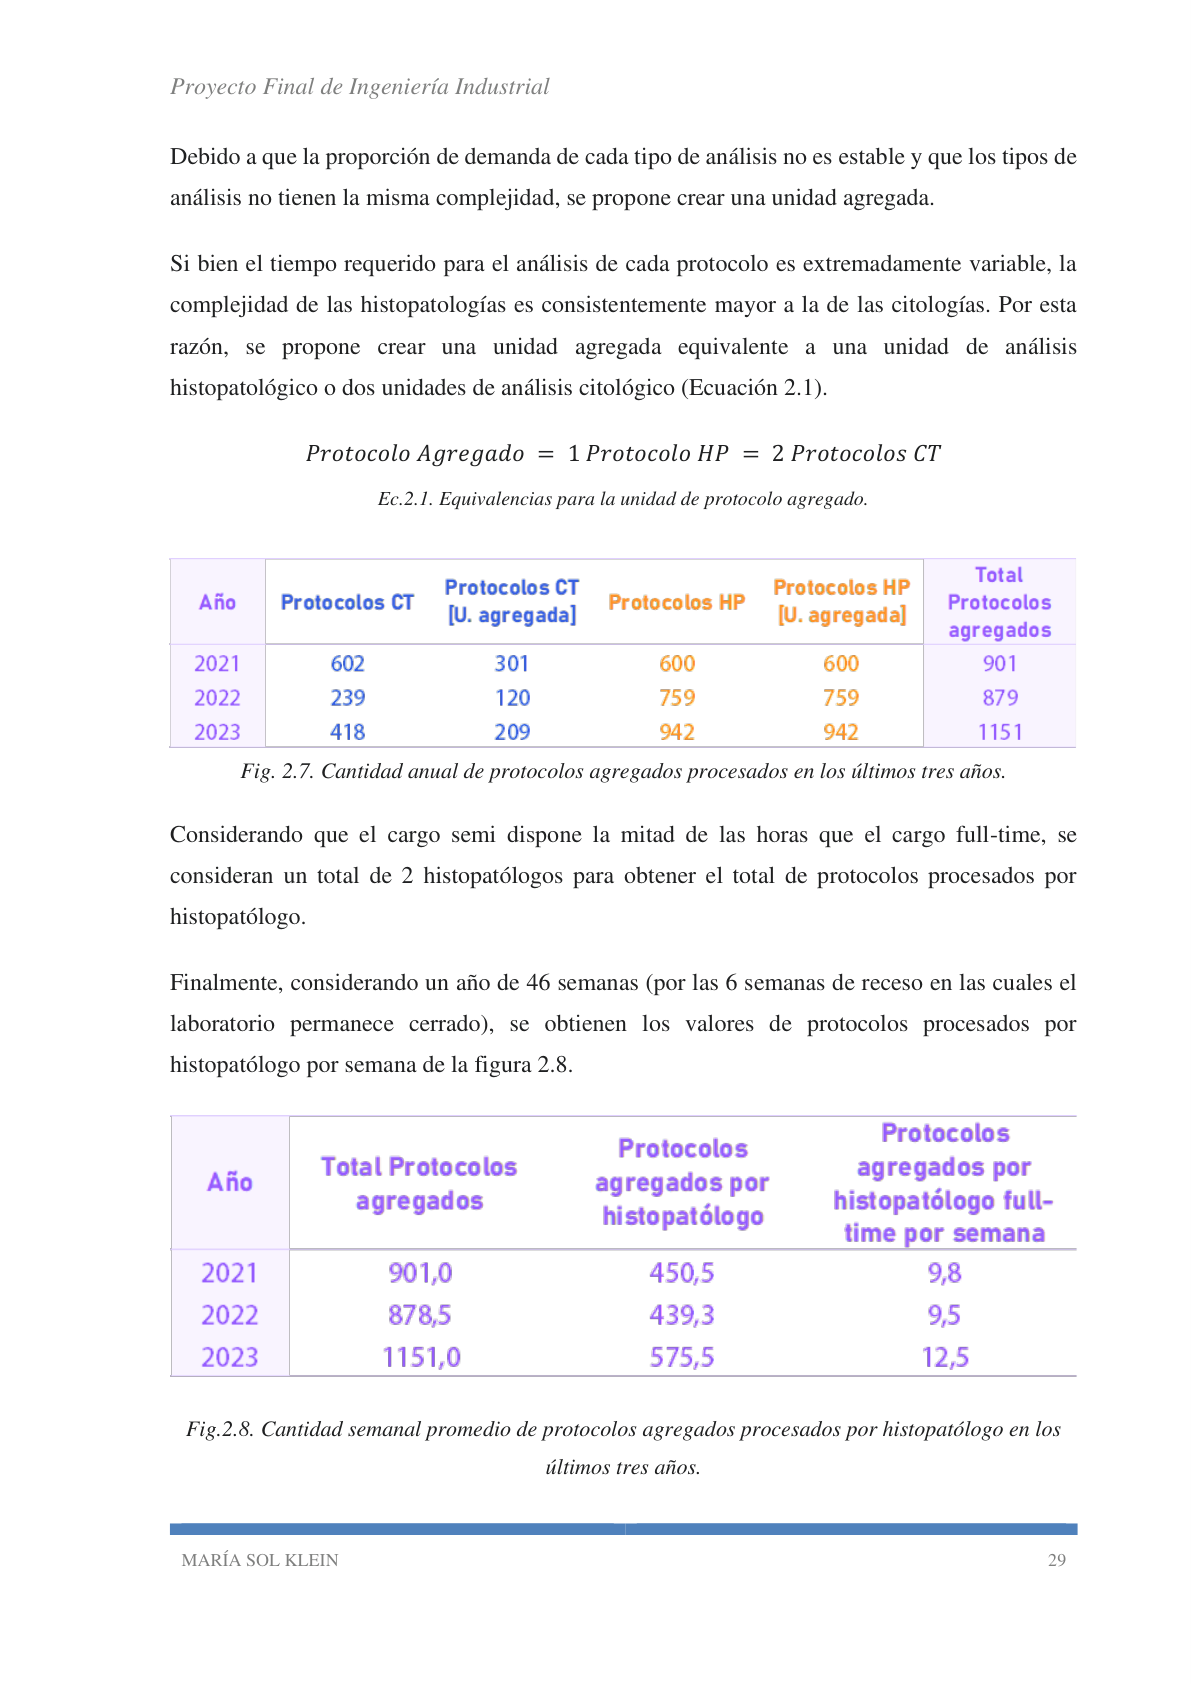 Proyecto Final de Ingeniería Industrial
Debido a que la proporción de demanda de cada tipo de análisis no es estable y que los tipos de
análisis no tienen la misma complejidad, se propone crear una unidad agregada.
Si bien el tiempo requerido para el análisis de cada protocolo es extremadamente variable, la
complejidad de las histopatologías es consistentemente mayor a la de las citologías. Por esta
razón, se propone crear una unidad agregada equivalente a una unidad de análisis
histopatológico o dos unidades de análisis citológico (Ecuación 2.1).
Protocolo Agregado = 1 Protocolo HP = 2 Protocolos CT
Ec.2.1. Equivalencias para la unidad de protocolo agregado.
Año Protocolos CT Protocolos CT [U. agregada] Protocolos HP Protocolos HP [U. agregada] Total Protocolos agregados
2021 602 301 600 600 901
2022 239 120 759 759 879
2023 418 209 942 942 1151
Fig. 2.7. Cantidad anual de protocolos agregados procesados en los últimos tres años.
Considerando que el cargo semi dispone la mitad de las horas que el cargo full-time, se
consideran un total de 2 histopatólogos para obtener el total de protocolos procesados por
histopatólogo.
Finalmente, considerando un año de 46 semanas (por las 6 semanas de receso en las cuales el
laboratorio permanece cerrado), se obtienen los valores de protocolos procesados por
histopatólogo por semana de la figura 2.8.
Año Total Protocolos agregados Protocolos agregados por histopatólogo Protocolos agregados por histopatólogo full-time por semana
2021 901,0 450,5 9,8
2022 878,5 439,3 9,5
2023 1151,0 575,5 12,5
Fig.2.8. Cantidad semanal promedio de protocolos agregados procesados por histopatólogo en los
últimos tres años.
MARÍA SOL KLEIN 29